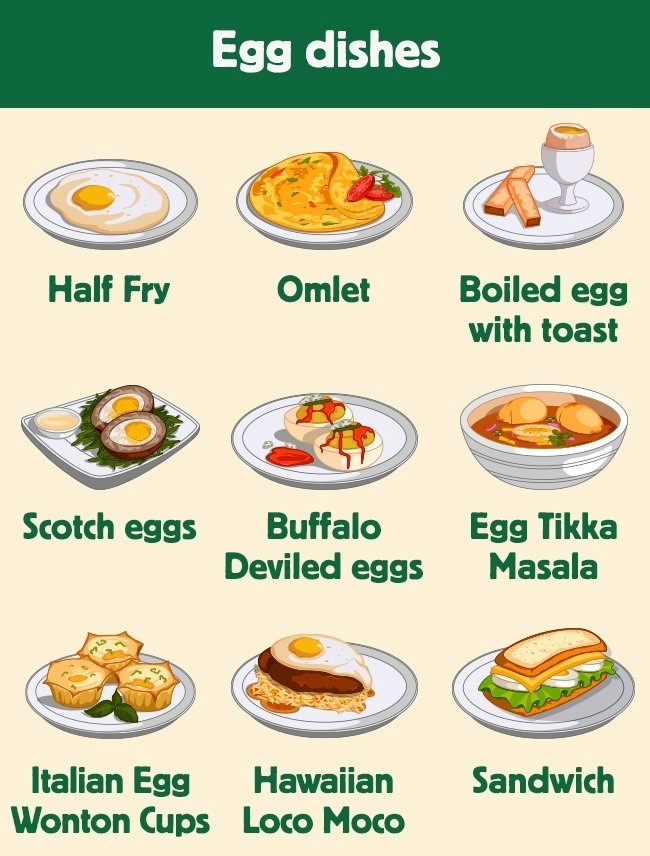 Egg dishes
Half Fry
Omlet
Boiled egg
with toast
Scotch eggs
Buffalo
Deviled eggs
Egg Tikka
Masala
Italian Egg
Wonton Cups
Hawaiian
Loco Moco
Sandwich